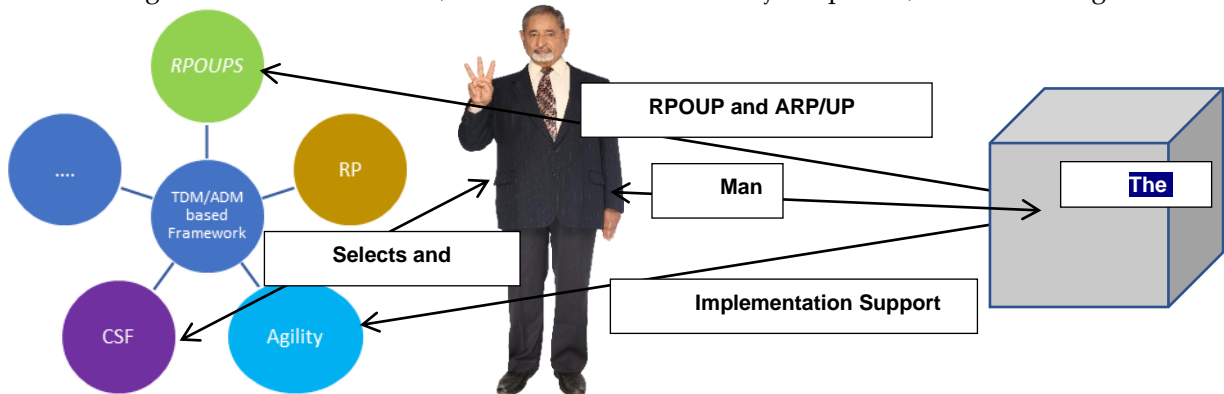 RPOUPS
RPOUP and ARP/UP
RP
....
The
Man
TDM/ADM
based
Framework
Selects and
Implementation Support
CSF
Agility